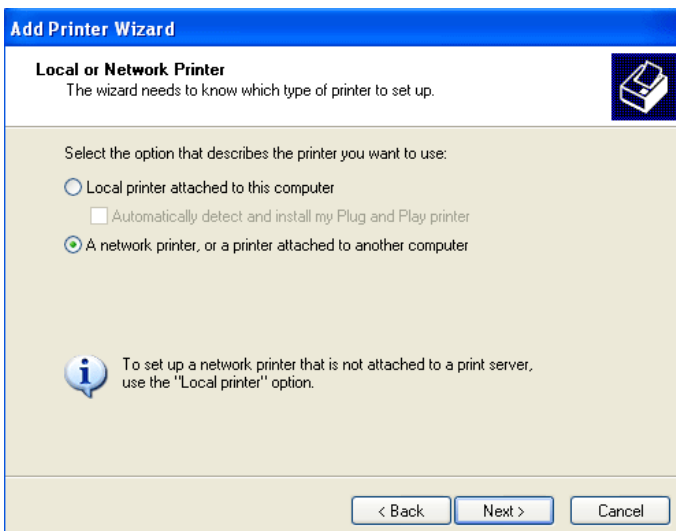 Add Printer Wizard
Local or Network Printer
The wizard needs to know which type of printer to set up.
Select the option that describes the printer you want to use:
Local printer attached to this computer
Automatically detect and install my Plug and Play printer
A network printer, or a printer attached to another computer
To set up a network printer that is not attached to a print server,
use the "Local printer" option.
< Back Next > Cancel